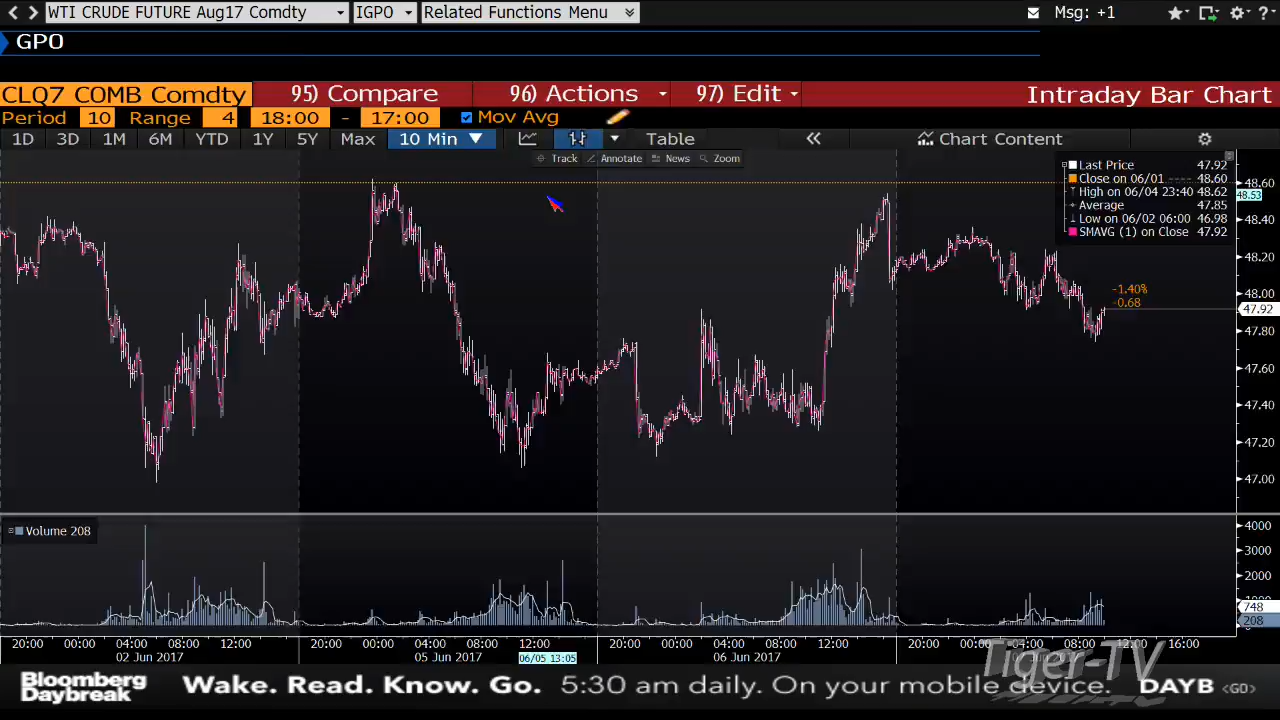 WTI CRUDE FUTURE Aug17 Comdty IGPO Related Functions Menu Msg: +1
GPO
CLQ7 COMB Comdty 95) Compare 96) Actions 97) Edit Intraday Bar Chart
Period 10 Range 4 18:00 - 17:00 Mov Avg
1D 3D 1M 6M YTD 1Y 5Y Max 10 Min Table Chart Content
Track Annotate News Zoom
Last Price 47.92
Close on 06/01 ---- 48.60
High on 06/04 23:40 48.62
Average 47.85
Low on 06/02 06:00 46.98
SMAVG (1) on Close 47.92
48.60
48.53
48.40
48.20
48.00
47.92
47.80
47.60
47.40
47.20
47.00
-1.40%
-0.68
Volume 208
4000
3000
2000
748
208
20:00 00:00 04:00 08:00 12:00 20:00 00:00 04:00 08:00 12:00 20:00 00:00 04:00 08:00 12:00 20:00 00:00 04:00 08:00 12:00 16:00
02 Jun 2017 05 Jun 2017 06/05 13:05 06 Jun 2017
Tiger-TV
Bloomberg Daybreak Wake. Read. Know. Go. 5:30 am daily. On your mobile device. DAYB <GO>